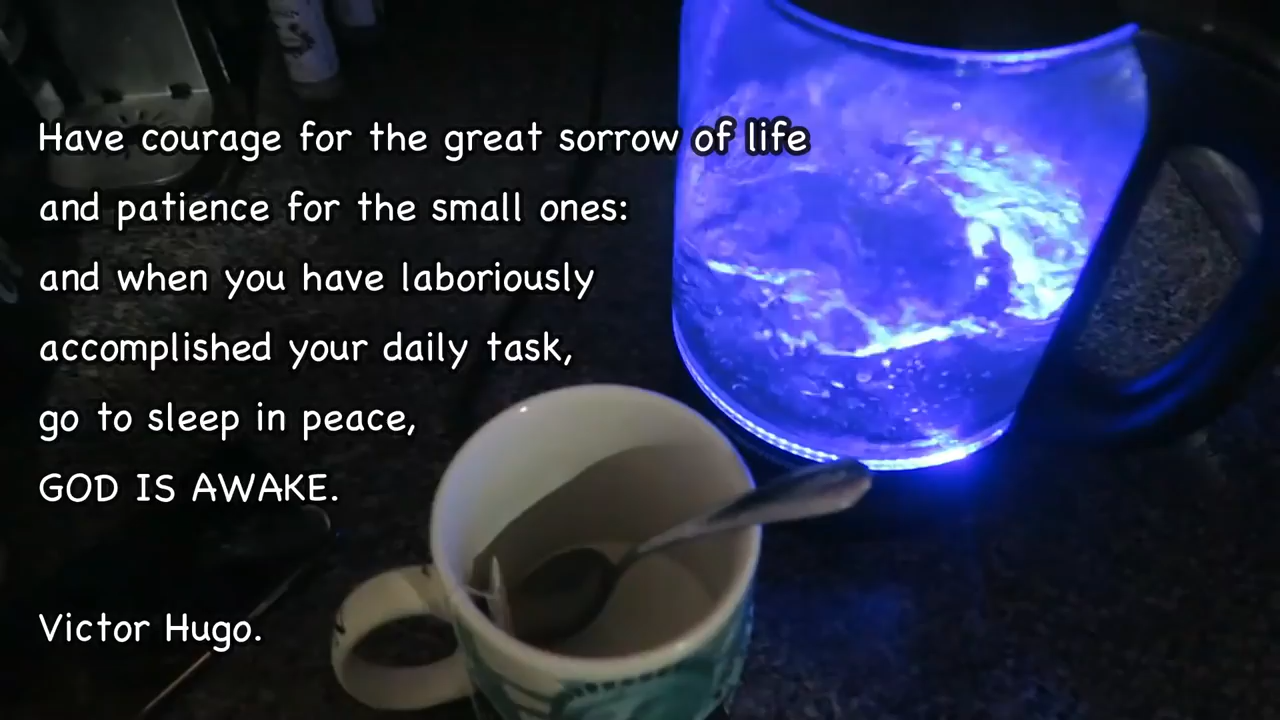 Have courage for the great sorrow of life
and patience for the small ones:
and when you have laboriously
accomplished your daily task,
go to sleep in peace,
GOD IS AWAKE.
Victor Hugo.